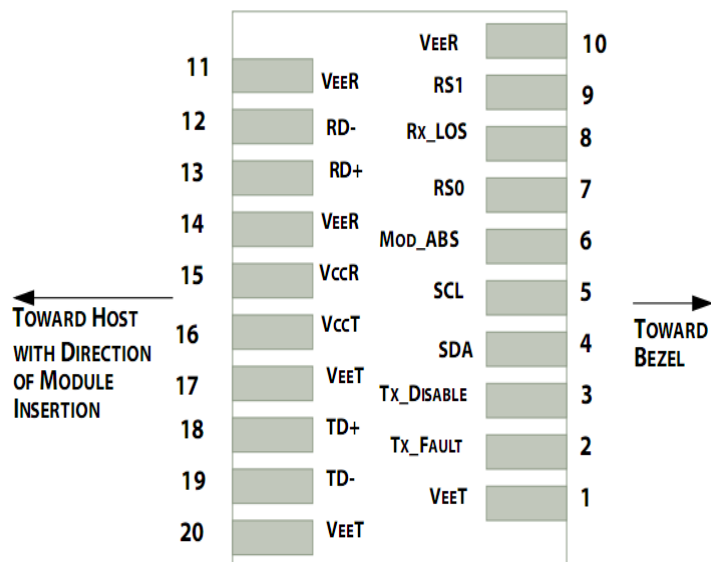 11 VEER
12 RD-
13 RD+
14 VEER
15 VCCR
16 VCCT
17 VEET
18 TD+
19 TD-
20 VEET
VEER 10
RS1 9
RX_LOS 8
RS0 7
MOD_ABS 6
SCL 5
SDA 4
TX_DISABLE 3
TX_FAULT 2
VEET 1
TOWARD HOST
WITH DIRECTION
OF MODULE
INSERTION
TOWARD
BEZEL